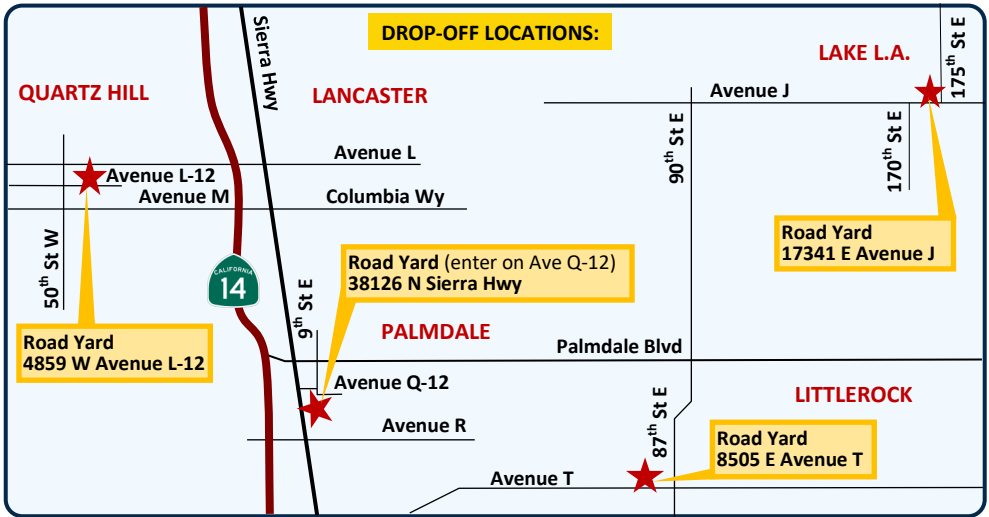 DROP-OFF LOCATIONS:
Sierra Hwy
175th St E
LAKE L.A.
QUARTZ HILL
LANCASTER
Avenue J
90th St E
170th St E
Avenue L
Avenue L-12
Avenue M
Columbia Wy
50th St W
Road Yard
17341 E Avenue J
CALIFORNIA
14
Road Yard (enter on Ave Q-12)
38126 N Sierra Hwy
9th St E
PALMDALE
Road Yard
4859 W Avenue L-12
Palmdale Blvd
Avenue Q-12
LITTLEROCK
Avenue R
87th St E
Road Yard
8505 E Avenue T
Avenue T